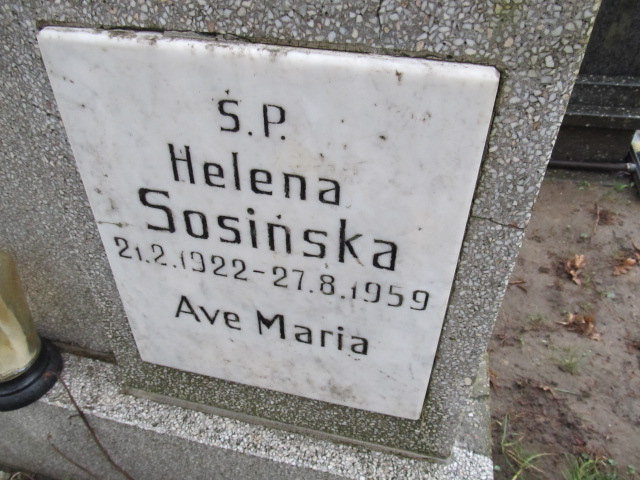 Ś.P.
Helena
Sosińska
21.2.1922-27.8.1959
Ave Maria